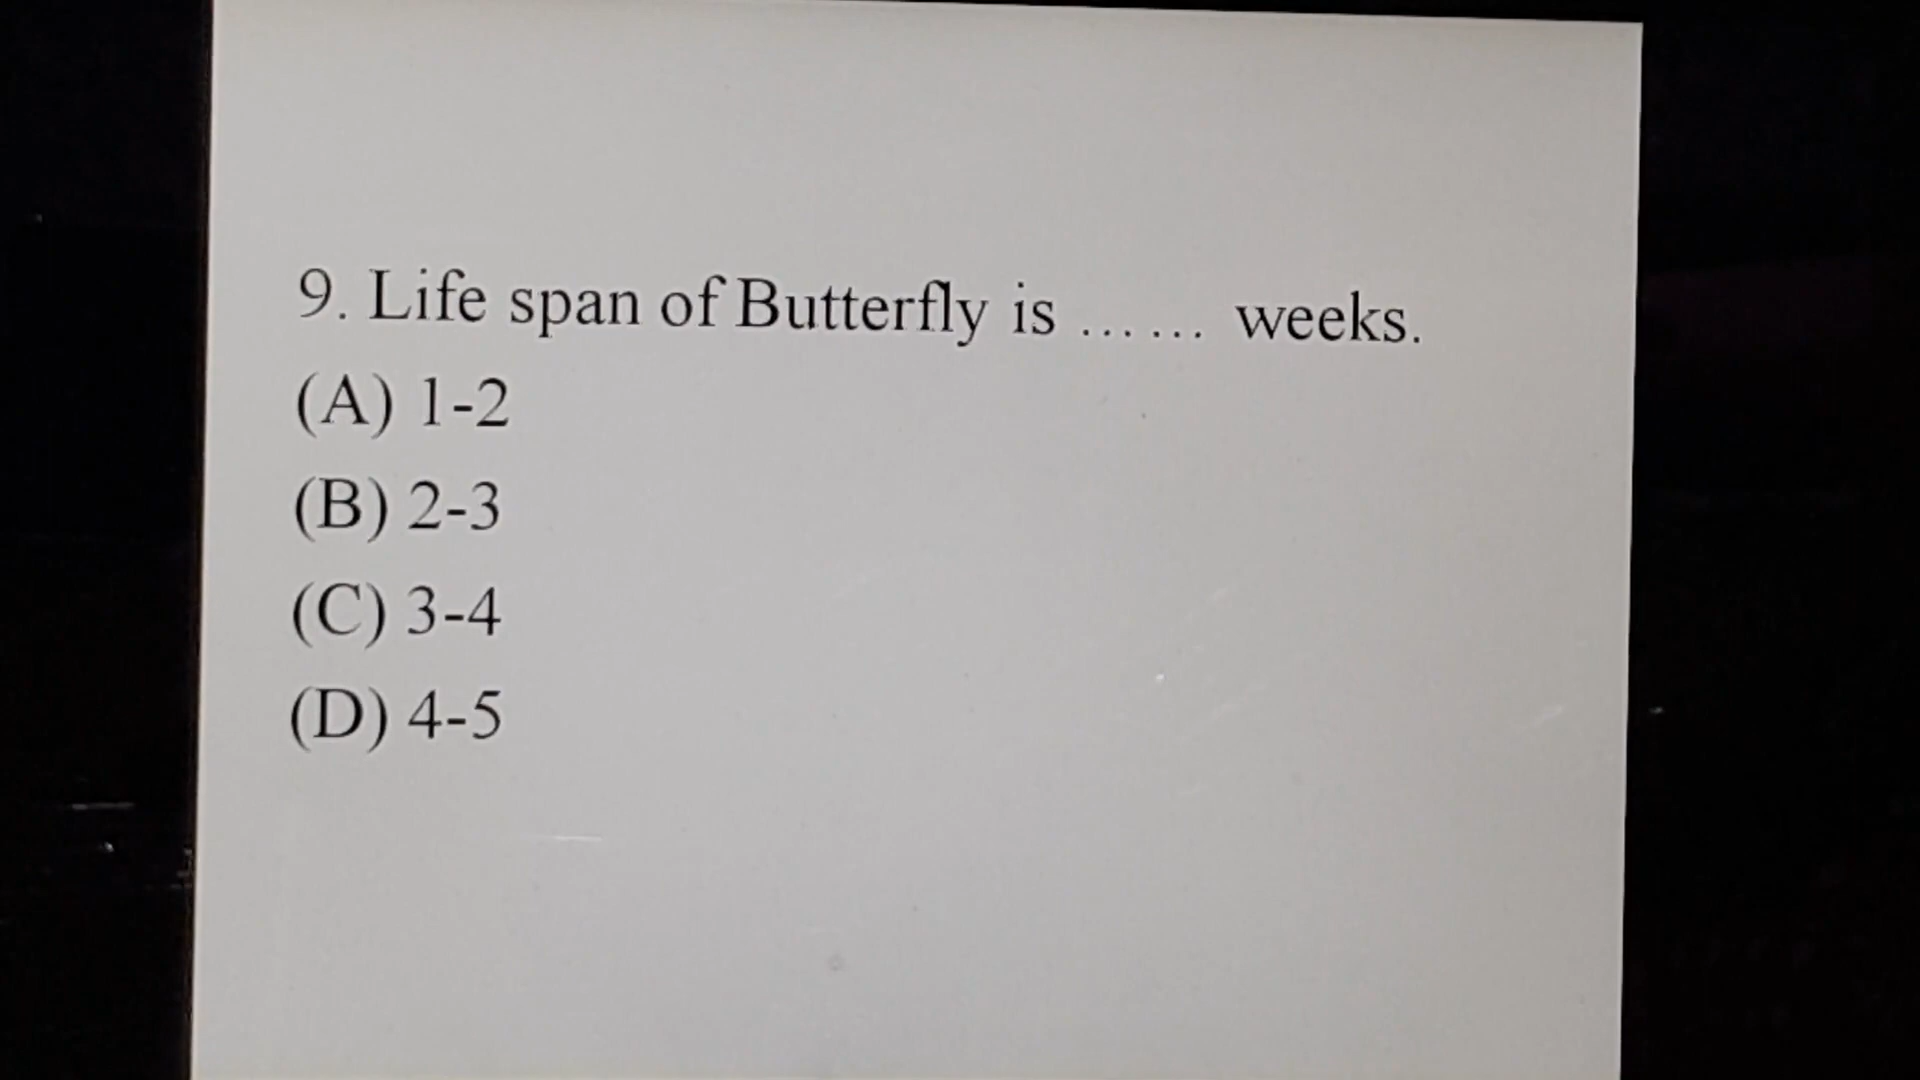 9. Life span of Butterfly is ...... weeks.
(A) 1-2
(B) 2-3
(C) 3-4
(D) 4-5